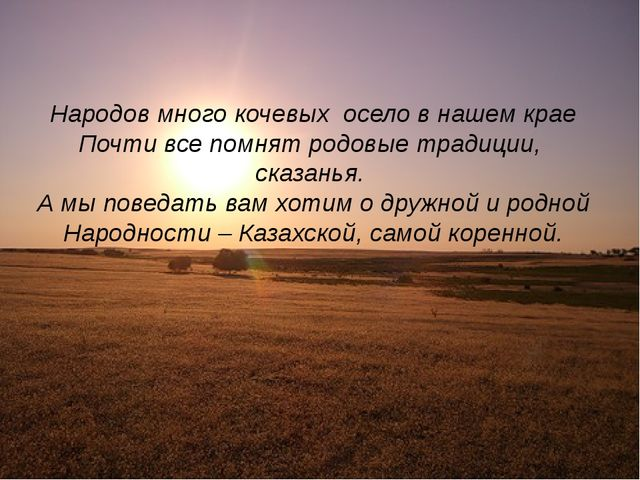 Народов много кочевых  осело в нашем крае
Почти все помнят родовые традиции,
сказанья.
А мы поведать вам хотим о дружной и родной
Народности – Казахской, самой коренной.